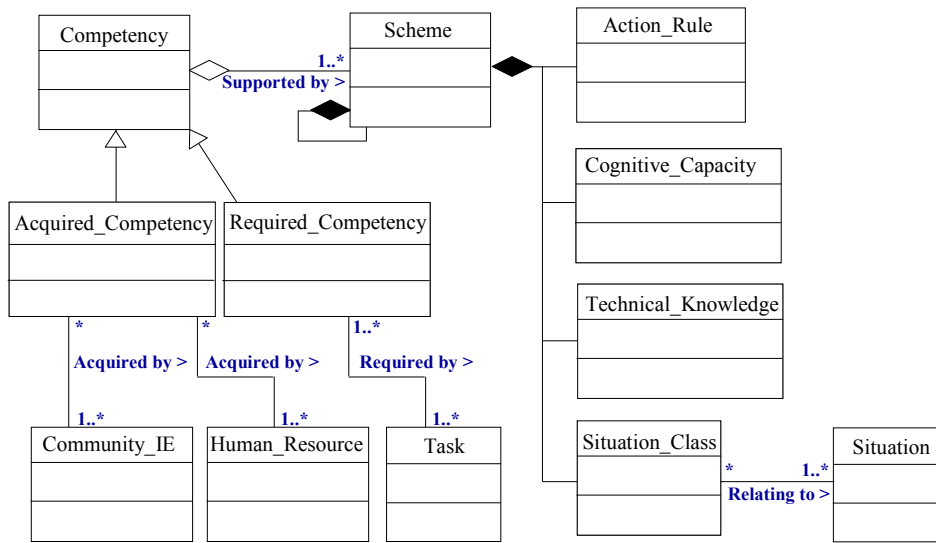 Competency
Scheme
Action_Rule
1..*
Supported by >
Cognitive_Capacity
Acquired_Competency
Required_Competency
Technical_Knowledge
*
*
1..*
Acquired by >
Acquired by >
Required by >
1..*
1..*
1..*
Community_IE
Human_Resource
Task
Situation_Class
Situation
*
1..*
Relating to >